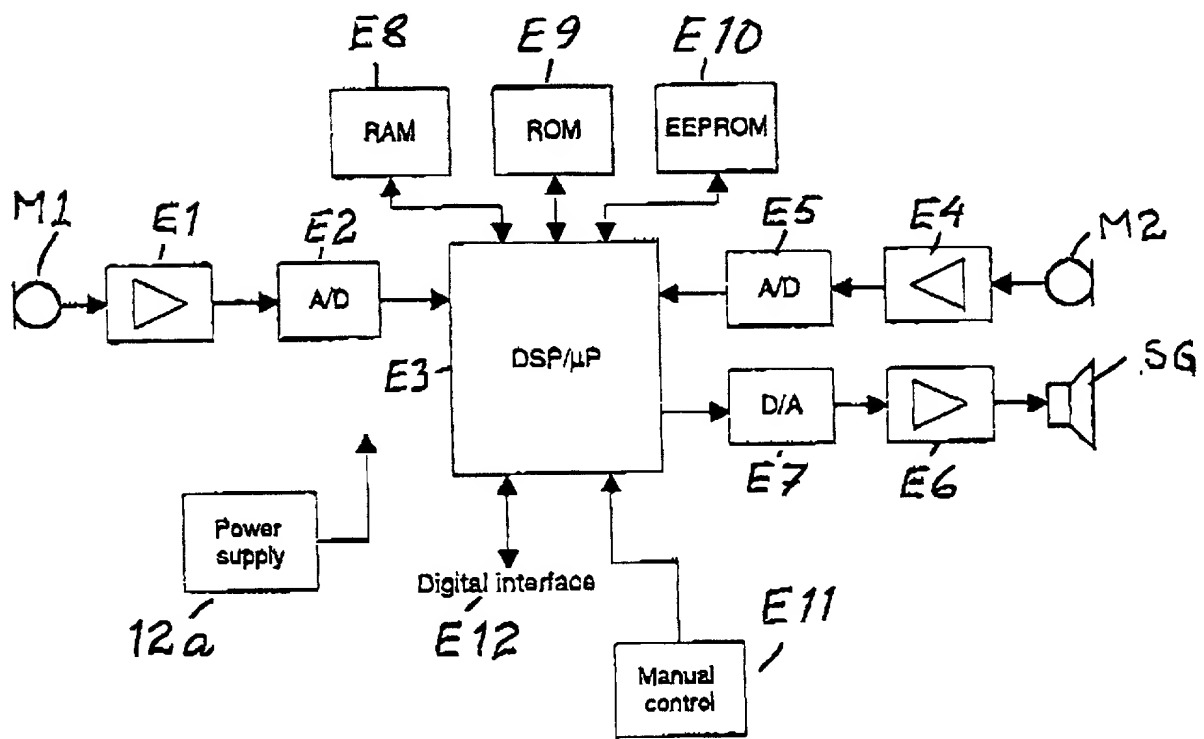 E8
E9
E10
RAM
ROM
EEPROM
M1
E1
E2
E5
E4
M2
A/D
A/D
E3
DSP/µP
D/A
SG
E7
E6
Power
supply
Digital interface
12a
E12
E11
Manual
control